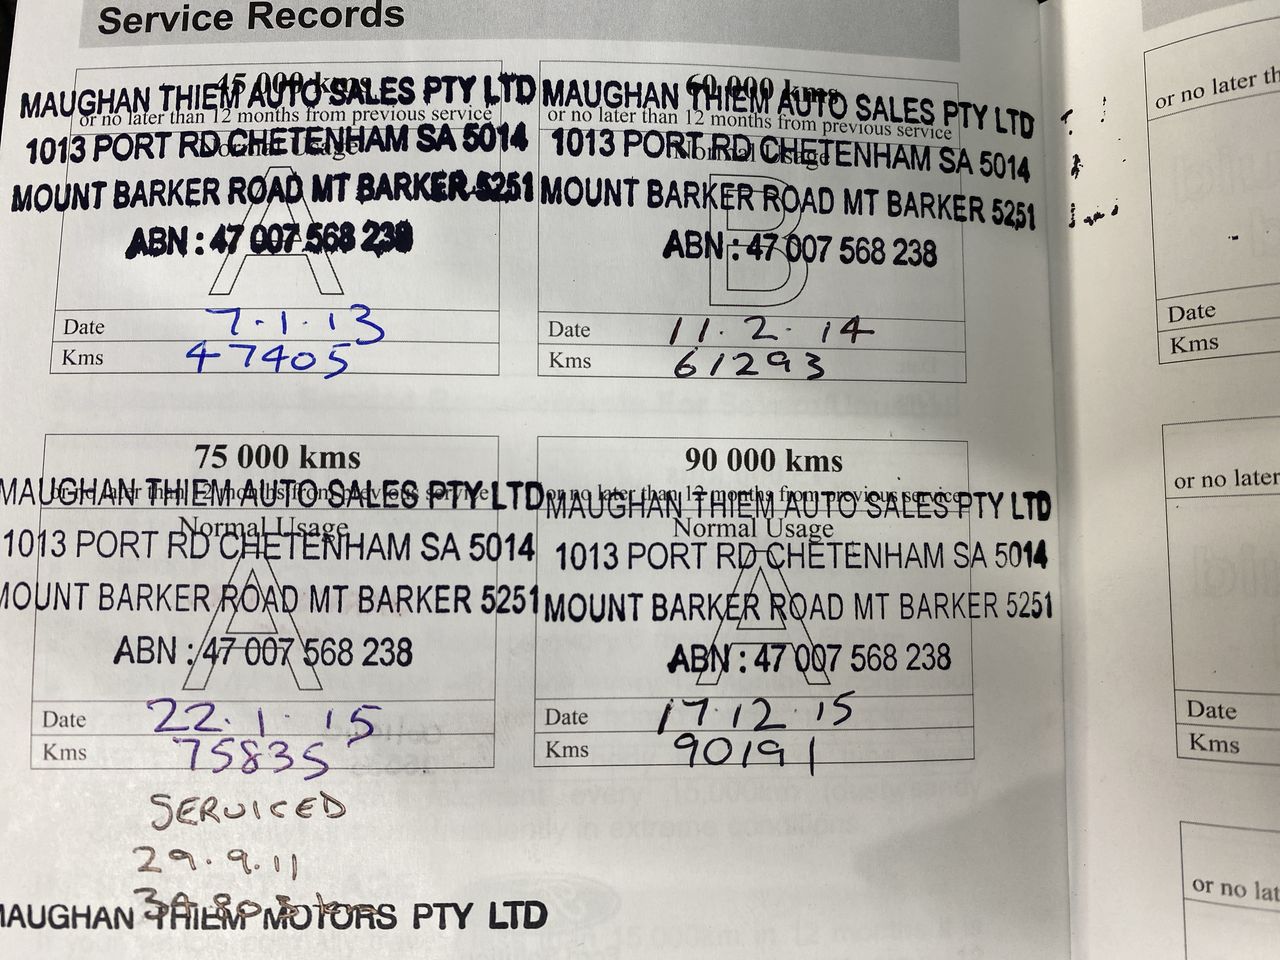 Service Records
45 000 kms
MAUGHAN THIEM AUTO SALES PTY LTD
or no later than 12 months from previous service
1013 PORT RD CHETENHAM SA 5014
Normal Usage
MOUNT BARKER ROAD MT BARKER 5251
A
ABN : 47 007 568 238
Date 7.1.13
Kms 47405
60 000 kms
MAUGHAN THIEM AUTO SALES PTY LTD
or no later than 12 months from previous service
1013 PORT RD CHETENHAM SA 5014
Normal Usage
MOUNT BARKER ROAD MT BARKER 5251
B
ABN : 47 007 568 238
Date 11.2.14
Kms 61293
75 000 kms
MAUGHAN THIEM AUTO SALES PTY LTD
or no later than 12 months from previous service
Normal Usage
1013 PORT RD CHETENHAM SA 5014
MOUNT BARKER ROAD MT BARKER 5251
A
ABN : 47 007 568 238
Date 22.1.15
Kms 75835
90 000 kms
or no later than 12 months from previous service
MAUGHAN THIEM AUTO SALES PTY LTD
Normal Usage
1013 PORT RD CHETENHAM SA 5014
MOUNT BARKER ROAD MT BARKER 5251
A
ABN : 47 007 568 238
Date 17.12.15
Kms 90191
SERVICED
29.9.11
MAUGHAN THIEM MOTORS PTY LTD
or no later th
Date
Kms
or no later
Date
Kms
or no lat